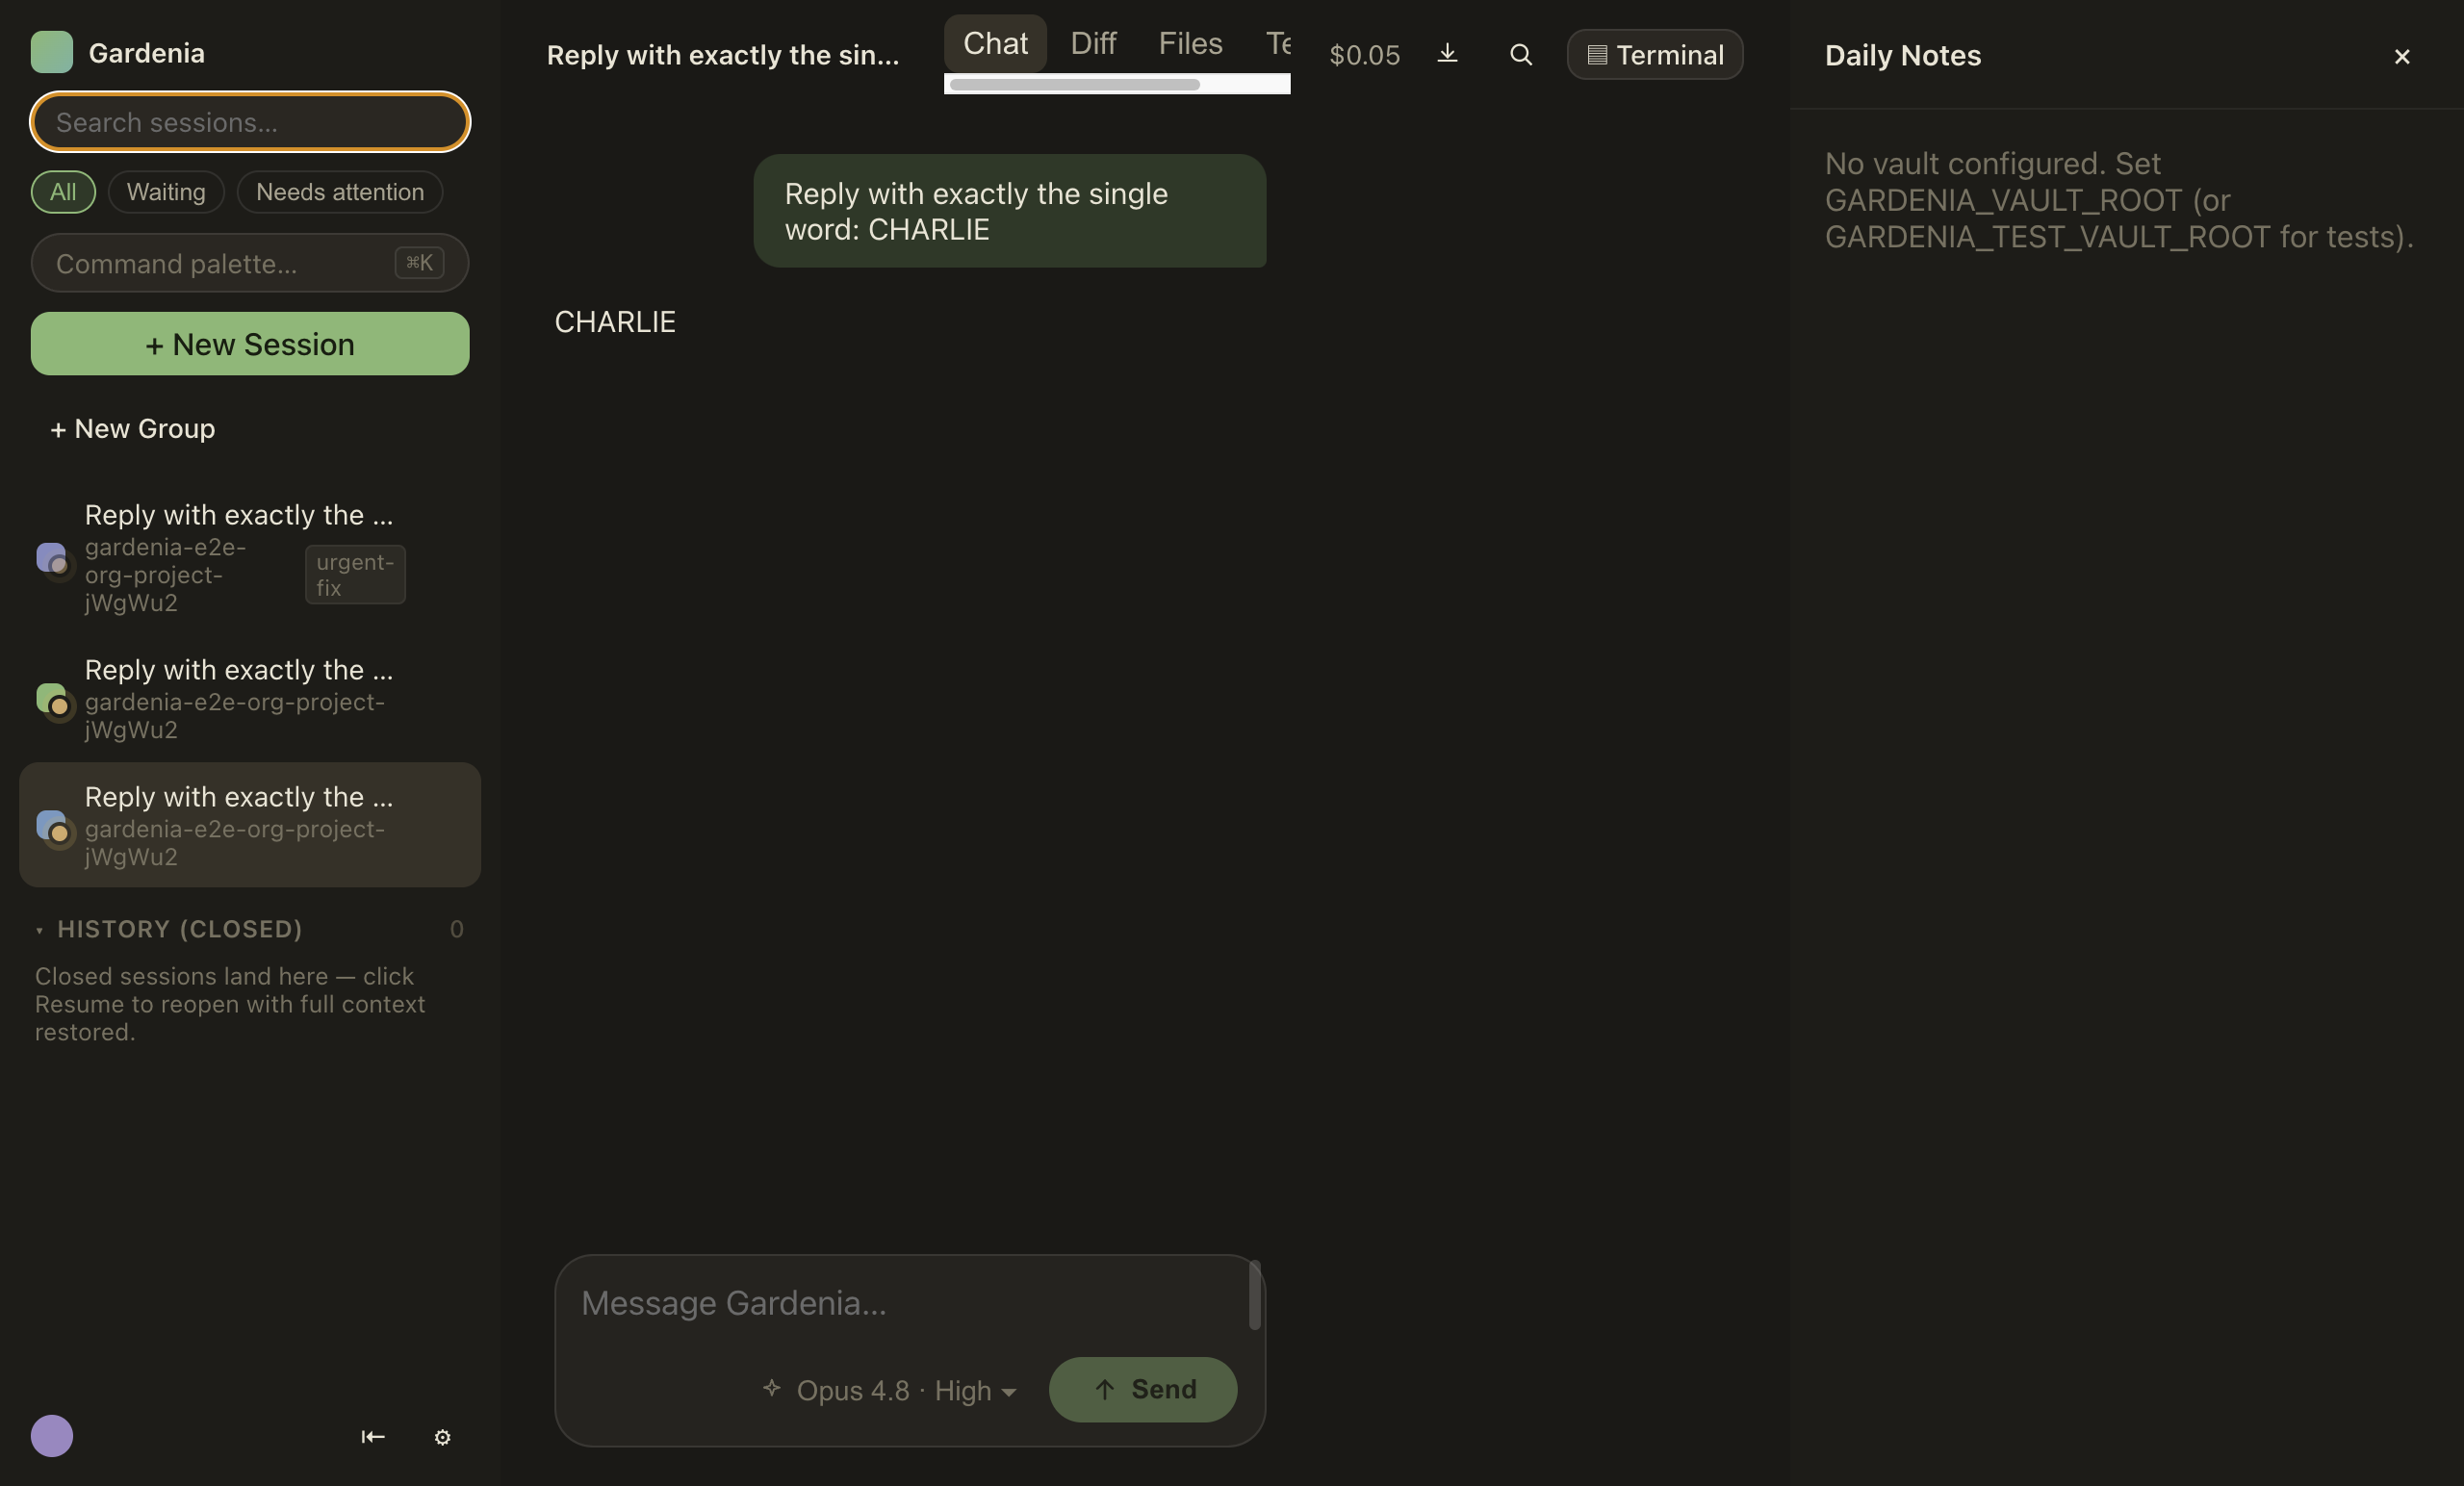 Gardenia
Search sessions...
All
Waiting
Needs attention
Command palette...
⌘K
+ New Session
+ New Group
Reply with exactly the ...
gardenia-e2e-
org-project-
jWgWu2
urgent-
fix
Reply with exactly the ...
gardenia-e2e-org-project-
jWgWu2
Reply with exactly the ...
gardenia-e2e-org-project-
jWgWu2
HISTORY (CLOSED)
0
Closed sessions land here — click
Resume to reopen with full context
restored.
Reply with exactly the sin...
Chat
Diff
Files
Te
$0.05
Terminal
Reply with exactly the single
word: CHARLIE
CHARLIE
Message Gardenia...
Opus 4.8 · High
Send
Daily Notes
No vault configured. Set
GARDENIA_VAULT_ROOT (or
GARDENIA_TEST_VAULT_ROOT for tests).